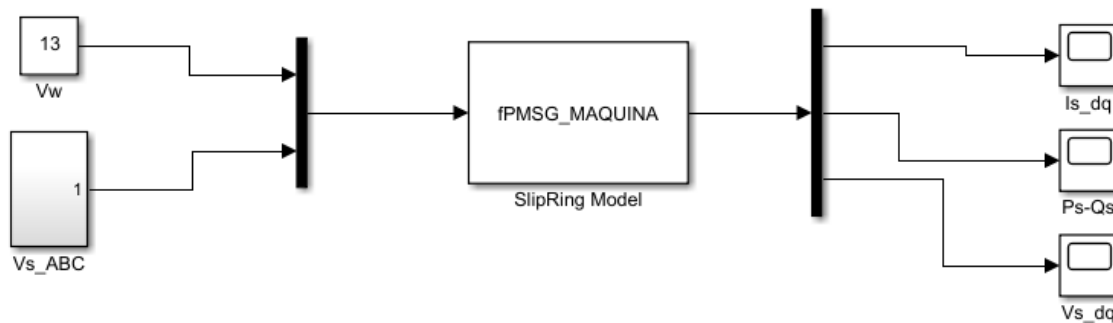 13
Vw
1
Vs_ABC
fPMSG_MAQUINA
SlipRing Model
Is_dq
Ps-Qs
Vs_dq